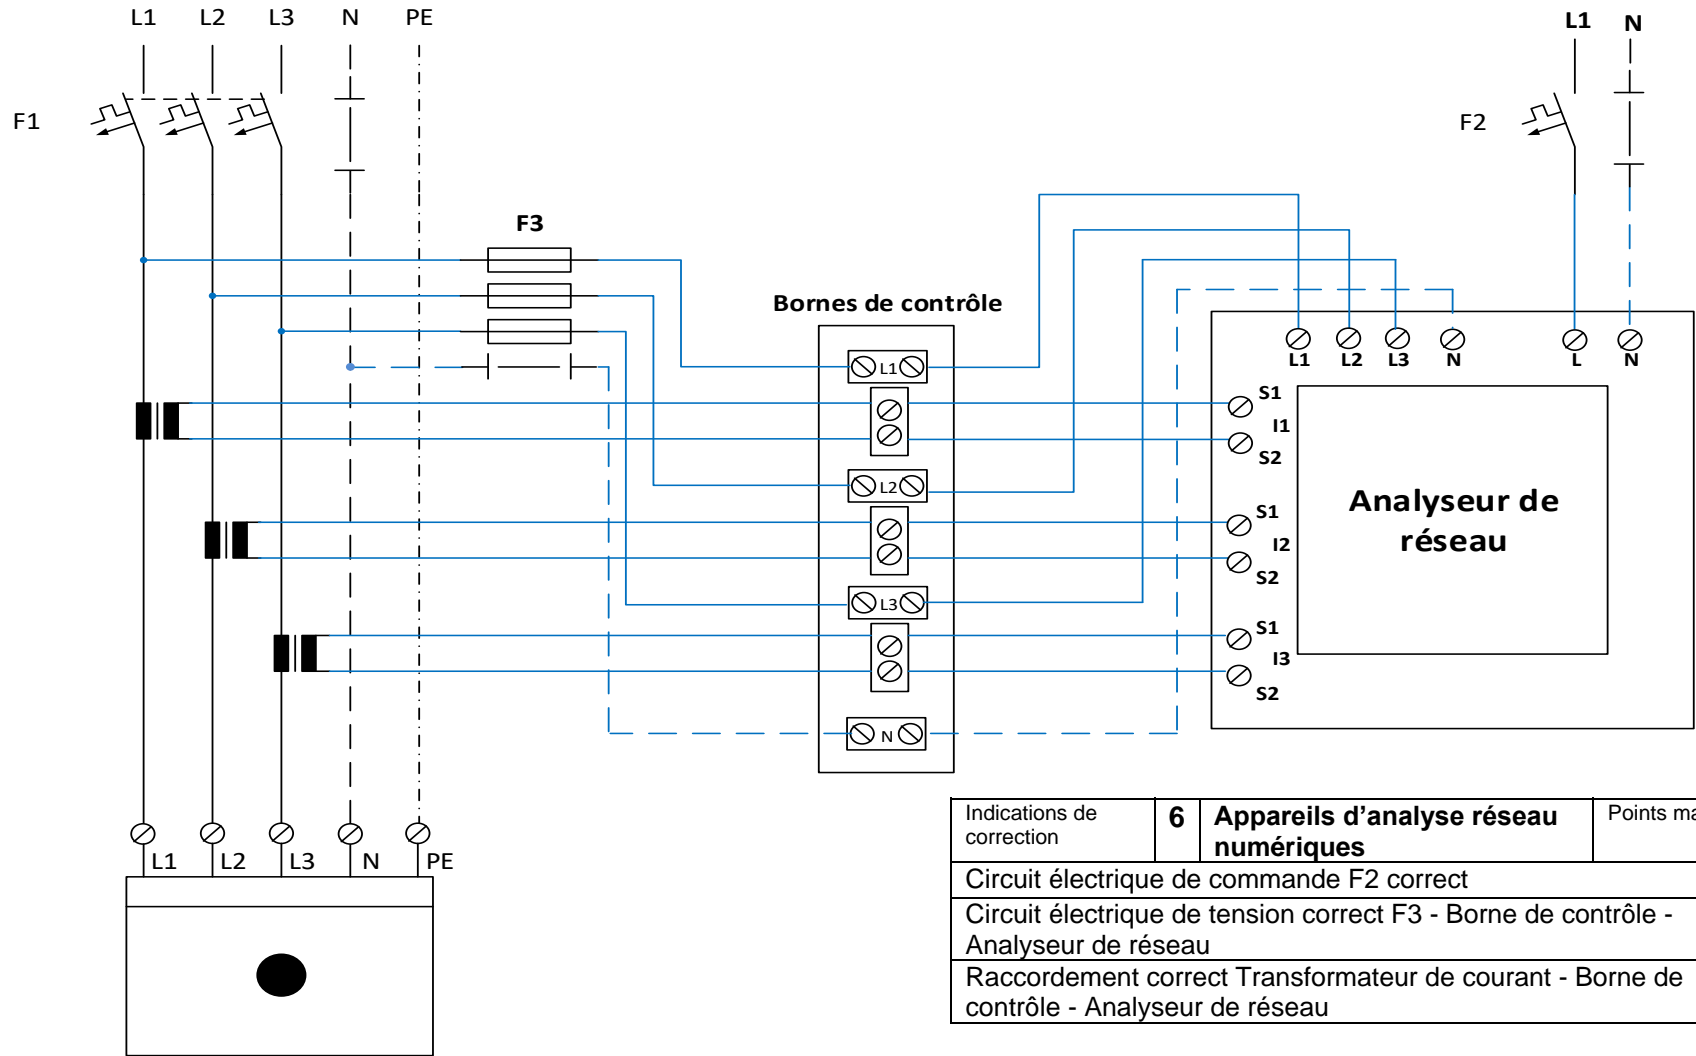 L1 L2 L3 N PE
L1 N
F1
F2
F3
Bornes de contrôle
L1
L2
L3
N
L1 L2 L3 N L N
S1
I1
S2
S1
I2
S2
S1
I3
S2
Analyseur de
réseau
L1 L2 L3 N PE
Indications de
correction
6
Appareils d'analyse réseau
numériques
Points ma
Circuit électrique de commande F2 correct
Circuit électrique de tension correct F3 - Borne de contrôle -
Analyseur de réseau
Raccordement correct Transformateur de courant - Borne de
contrôle - Analyseur de réseau